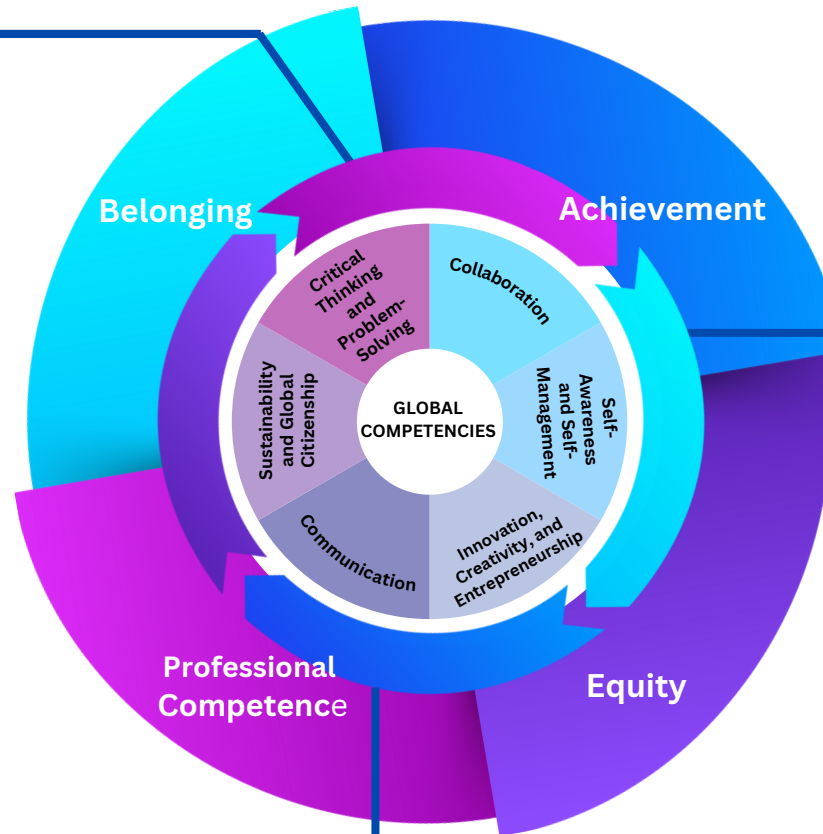 Belonging
Achievement
Critical
Thinking
and
Problem-
Solving
Collaboration
Sustainability
and Global
Citizenship
GLOBAL
COMPETENCIES
Self-
Awareness
and Self-
Management
Communication
Innovation,
Creativity, and
Entrepreneurship
Professional
Competence
Equity